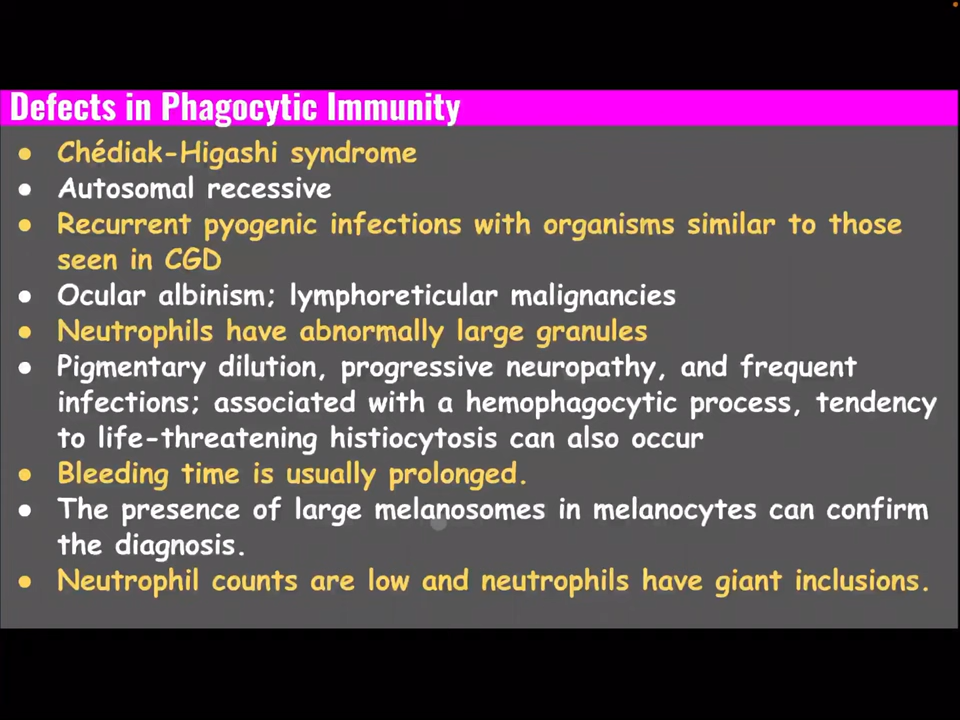 Defects in Phagocytic Immunity
● Chédiak-Higashi syndrome
● Autosomal recessive
● Recurrent pyogenic infections with organisms similar to those
seen in CGD
● Ocular albinism; lymphoreticular malignancies
● Neutrophils have abnormally large granules
● Pigmentary dilution, progressive neuropathy, and frequent
infections; associated with a hemophagocytic process, tendency
to life-threatening histiocytosis can also occur
● Bleeding time is usually prolonged.
● The presence of large melanosomes in melanocytes can confirm
the diagnosis.
● Neutrophil counts are low and neutrophils have giant inclusions.